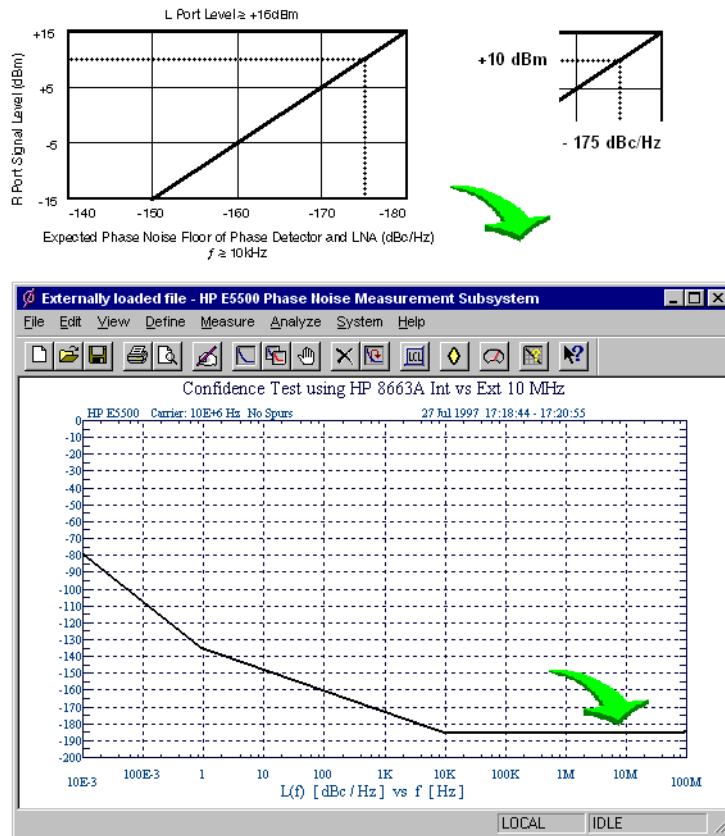 L Port Level ≥ +15dBm
R Port Signal Level (dBm)
+15
+5
-5
-15
-140 -150 -160 -170 -180
Expected Phase Noise Floor of Phase Detector and LNA (dBc/Hz)
f ≥ 10kHz
+10 dBm
- 175 dBc/Hz
Externally loaded file - HP E5500 Phase Noise Measurement Subsystem
File Edit View Define Measure Analyze System Help
LCL
Confidence Test using HP 8663A Int vs Ext 10 MHz
HP E5500 Carrier: 10E+6 Hz No Spurs 27 Jul 1997 17:18:44 - 17:20:55
0
-10
-20
-30
-40
-50
-60
-70
-80
-90
-100
-110
-120
-130
-140
-150
-160
-170
-180
-190
-200
10E-3 100E-3 1 10 100 1K 10K 100K 1M 10M 100M
L(f) [ dBc / Hz ] vs f [ Hz ]
LOCAL IDLE